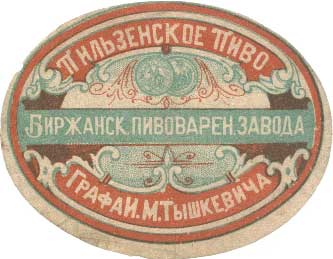 Пильзенское Пиво
Биржанск. пивоварен. завода
Графа И. М. Тышкевича